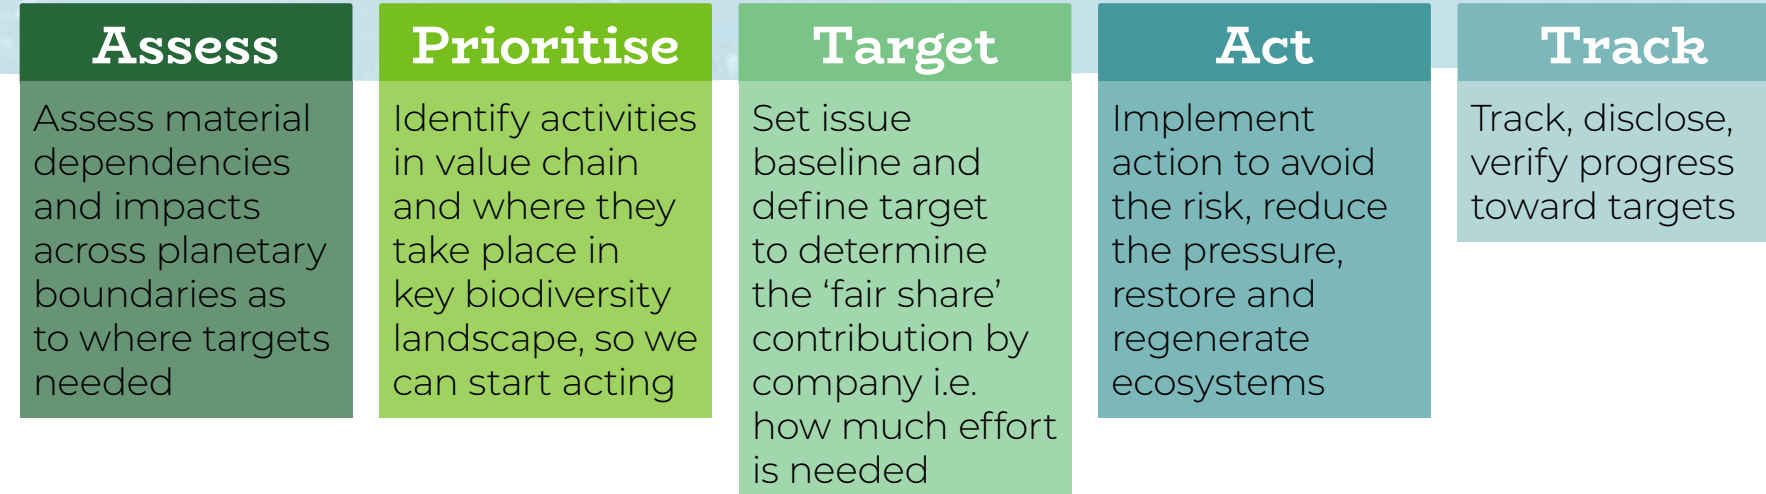 Assess
Assess material
dependencies
and impacts
across planetary
boundaries as
to where targets
needed
Prioritise
Identify activities
in value chain
and where they
take place in
key biodiversity
landscape, so we
can start acting
Target
Set issue
baseline and
define target
to determine
the ‘fair share’
contribution by
company i.e.
how much effort
is needed
Act
Implement
action to avoid
the risk, reduce
the pressure,
restore and
regenerate
ecosystems
Track
Track, disclose,
verify progress
toward targets